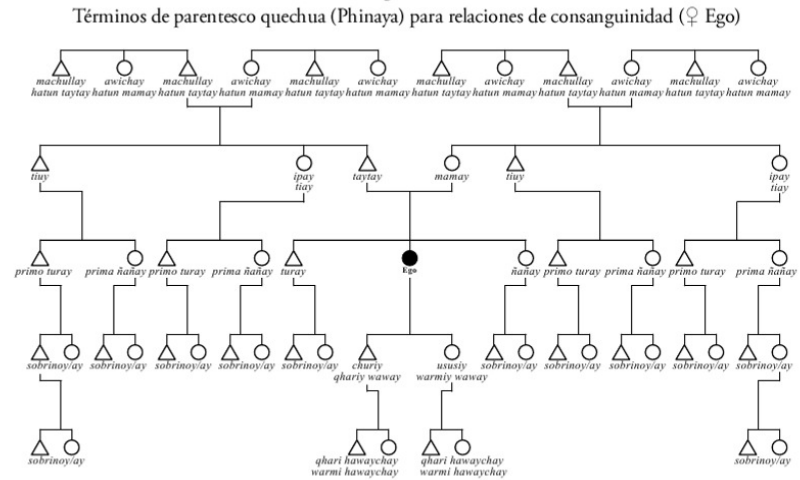 Términos de parentesco quechua (Phinaya) para relaciones de consanguinidad (♀ Ego)
machullay awichay machullay awichay machullay awichay machullay awichay machullay awichay machullay awichay
hatun taytay hatun mamay hatun taytay hatun mamay hatun taytay hatun mamay hatun taytay hatun mamay hatun taytay hatun mamay hatun taytay hatun mamay
tiuy ipay taytay mamay tiuy ipay
tiay tiay
primo turay prima ñañay primo turay prima ñañay turay Ego ñañay primo turay prima ñañay primo turay prima ñañay
sobrinoy/ay sobrinoy/ay sobrinoy/ay sobrinoy/ay sobrinoy/ay churiy ususiy sobrinoy/ay sobrinoy/ay sobrinoy/ay sobrinoy/ay sobrinoy/ay
qhariy waway warmiy waway
sobrinoy/ay qhari hawaychay qhari hawaychay sobrinoy/ay
warmi hawaychay warmi hawaychay